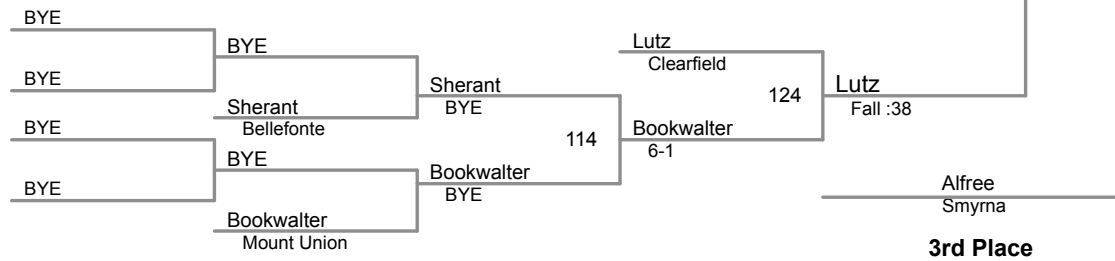 BYE
BYE
BYE
BYE
Sherant
Bellefonte
BYE
Bookwalter
Mount Union
BYE
BYE
Sherant
BYE
114
Bookwalter
BYE
Lutz
Clearfield
124
Bookwalter
6-1
Lutz
Fall :38
Alfree
Smyrna
3rd Place